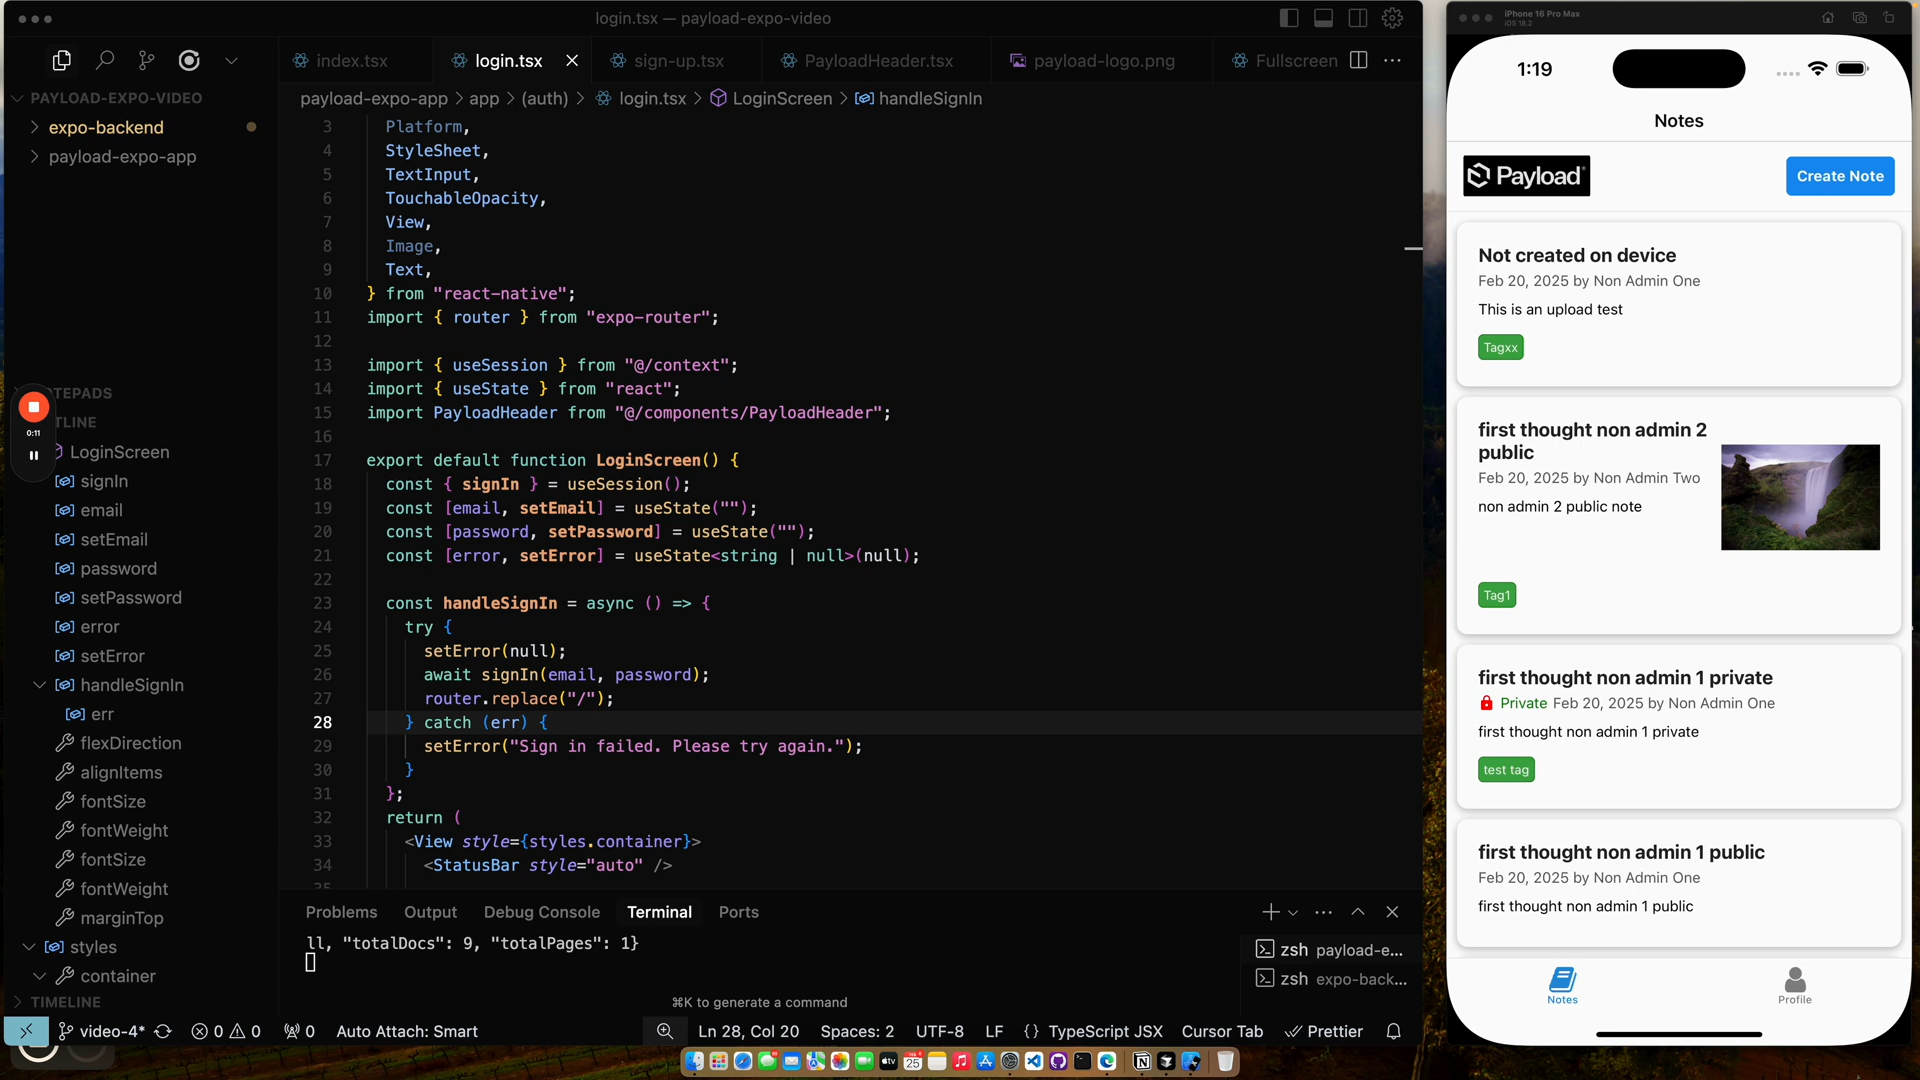 login.tsx — payload-expo-video
index.tsx
login.tsx
sign-up.tsx
PayloadHeader.tsx
payload-logo.png
Fullscreen
PAYLOAD-EXPO-VIDEO
expo-backend
payload-expo-app
payload-expo-app > app > (auth) > login.tsx > LoginScreen > handleSignIn
3 Platform,
4 StyleSheet,
5 TextInput,
6 TouchableOpacity,
7 View,
8 Image,
9 Text,
10 } from "react-native";
11 import { router } from "expo-router";
12
13 import { useSession } from "@/context";
14 import { useState } from "react";
15 import PayloadHeader from "@/components/PayloadHeader";
16
17 export default function LoginScreen() {
18 const { signIn } = useSession();
19 const [email, setEmail] = useState("");
20 const [password, setPassword] = useState("");
21 const [error, setError] = useState<string | null>(null);
22
23 const handleSignIn = async () => {
24 try {
25 setError(null);
26 await signIn(email, password);
27 router.replace("/");
28 } catch (err) {
29 setError("Sign in failed. Please try again.");
30 }
31 };
32 return (
33 <View style={styles.container}>
34 <StatusBar style="auto" />
35
TEPADS
TLINE
0:11
LoginScreen
signIn
email
setEmail
password
setPassword
error
setError
handleSignIn
err
flexDirection
alignItems
fontSize
fontWeight
fontSize
fontWeight
marginTop
styles
container
TIMELINE
Problems
Output
Debug Console
Terminal
Ports
ll, "totalDocs": 9, "totalPages": 1}
⌘K to generate a command
zsh payload-e...
zsh expo-back...
video-4*
0
0
0
Auto Attach: Smart
Ln 28, Col 20
Spaces: 2
UTF-8
LF
{} TypeScript JSX
Cursor Tab
Prettier
25
iPhone 16 Pro Max
iOS 18.2
1:19
Notes
Payload
Create Note
Not created on device
Feb 20, 2025 by Non Admin One
This is an upload test
Tagxx
first thought non admin 2
public
Feb 20, 2025 by Non Admin Two
non admin 2 public note
Tag1
first thought non admin 1 private
Private Feb 20, 2025 by Non Admin One
first thought non admin 1 private
test tag
first thought non admin 1 public
Feb 20, 2025 by Non Admin One
first thought non admin 1 public
Notes
Profile